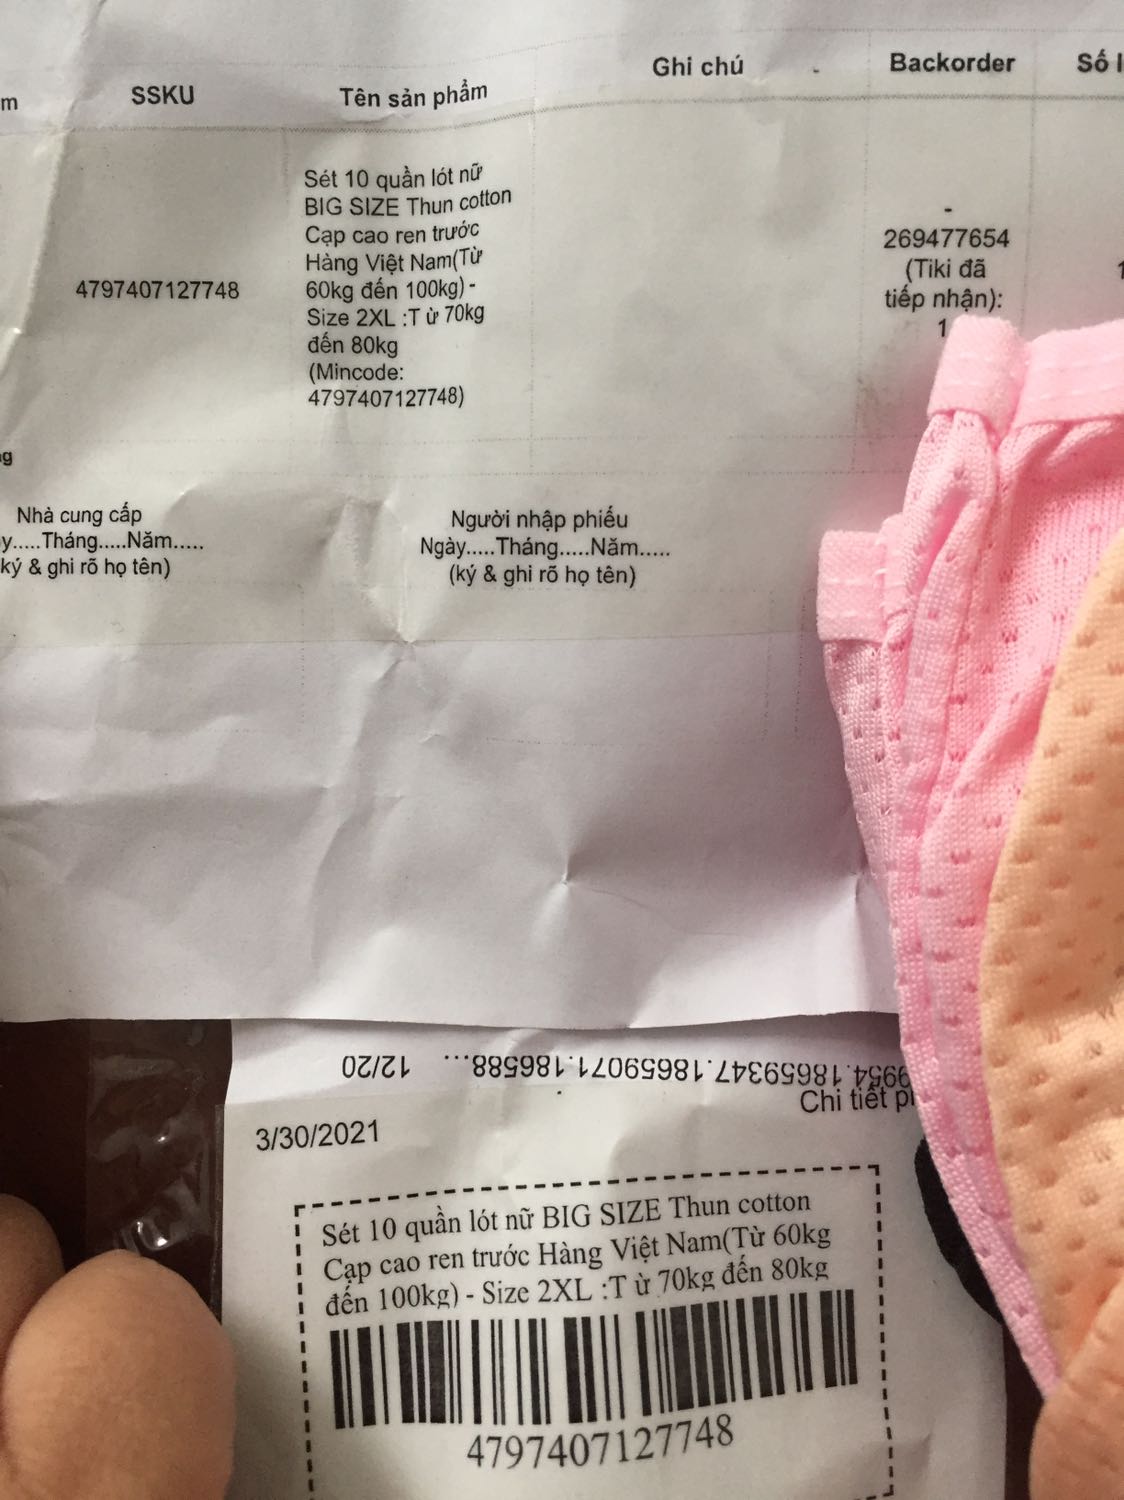 SSKU
Tên sản phẩm
Ghi chú
-
Backorder
4797407127748
Sét 10 quần lót nữ
BIG SIZE Thun cotton
Cạp cao ren trước
Hàng Việt Nam(Từ
60kg đến 100kg) -
Size 2XL :T ừ 70kg
đến 80kg
(Mincode:
4797407127748)
-
269477654
(Tiki đã
tiếp nhận):
1
Nhà cung cấp
.....Tháng.....Năm.....
ký & ghi rõ họ tên)
Người nhập phiếu
Ngày.....Tháng.....Năm.....
(ký & ghi rõ họ tên)
12/20
9954.18659347.18659071.186588...
Chi tiết
3/30/2021
Sét 10 quần lót nữ BIG SIZE Thun cotton
Cạp cao ren trước Hàng Việt Nam(Từ 60kg
đến 100kg) - Size 2XL :T ừ 70kg đến 80kg
4797407127748